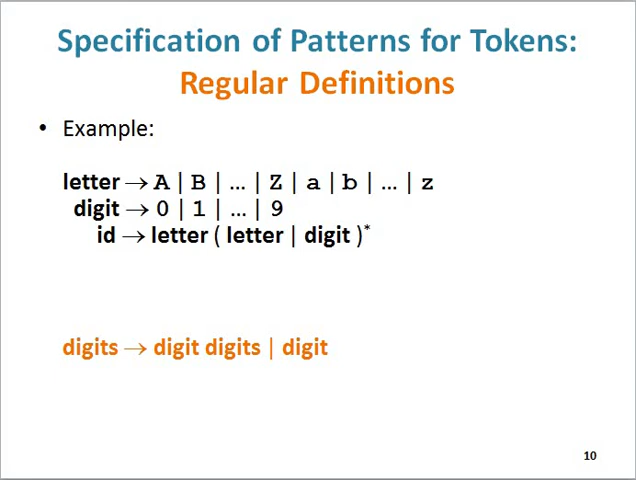 Specification of Patterns for Tokens:
Regular Definitions
• Example:
letter → A | B | … | Z | a | b | … | z
digit → 0 | 1 | … | 9
id → letter ( letter | digit )*
digits → digit digits | digit
10